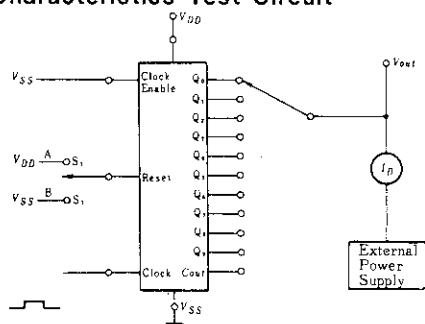 Characteristics Test Circuit
VDD
VSS
Clock
Enable
Q0
Q1
Q2
Q3
VDD A S1
Reset
Q4
Q5
VSS B S1
Q6
Q7
Q8
Q9
Clock
Cout
VSS
Vout
ID
External
Power
Supply